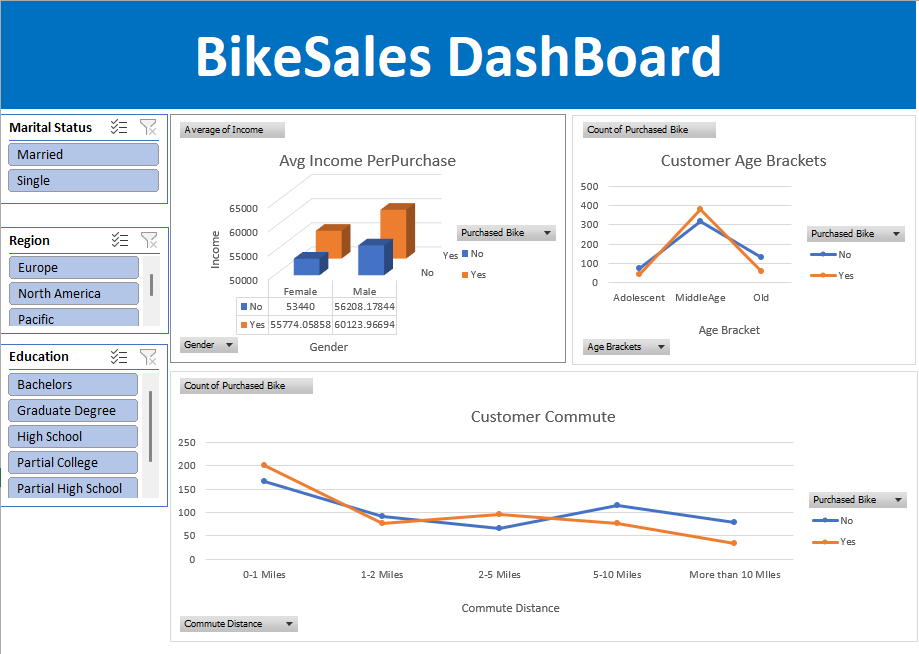 BikeSales DashBoard
Marital Status
Married
Single
Region
Europe
North America
Pacific
Education
Bachelors
Graduate Degree
High School
Partial College
Partial High School
Average of Income
Avg Income PerPurchase
65000
60000
55000
50000
Income
Yes
No
Female Male
No 53440 56208.17844
Yes 55774.05858 60123.96694
Gender
Gender
Purchased Bike
No
Yes
Count of Purchased Bike
Customer Age Brackets
500
400
300
200
100
0
Adolescent MiddleAge Old
Age Bracket
Age Brackets
Purchased Bike
No
Yes
Count of Purchased Bike
Customer Commute
250
200
150
100
50
0
0-1 Miles 1-2 Miles 2-5 Miles 5-10 Miles More than 10 MIles
Commute Distance
Commute Distance
Purchased Bike
No
Yes